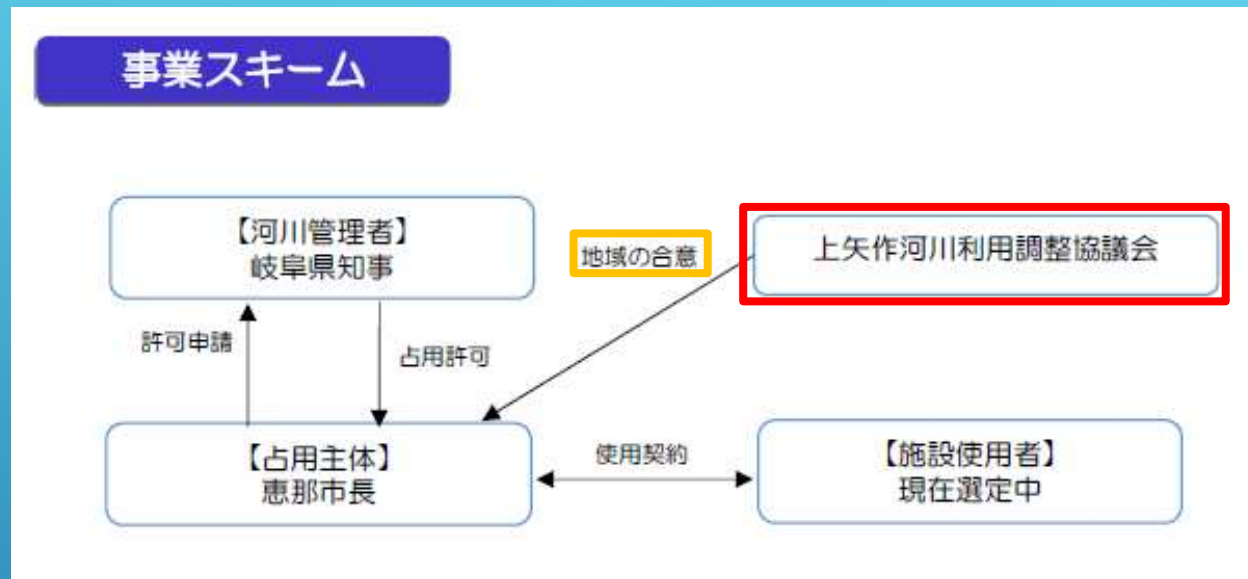 事業スキーム
【河川管理者】
岐阜県知事
地域の合意
上矢作河川利用調整協議会
許可申請
占用許可
【占用主体】
恵那市長
使用契約
【施設使用者】
現在選定中